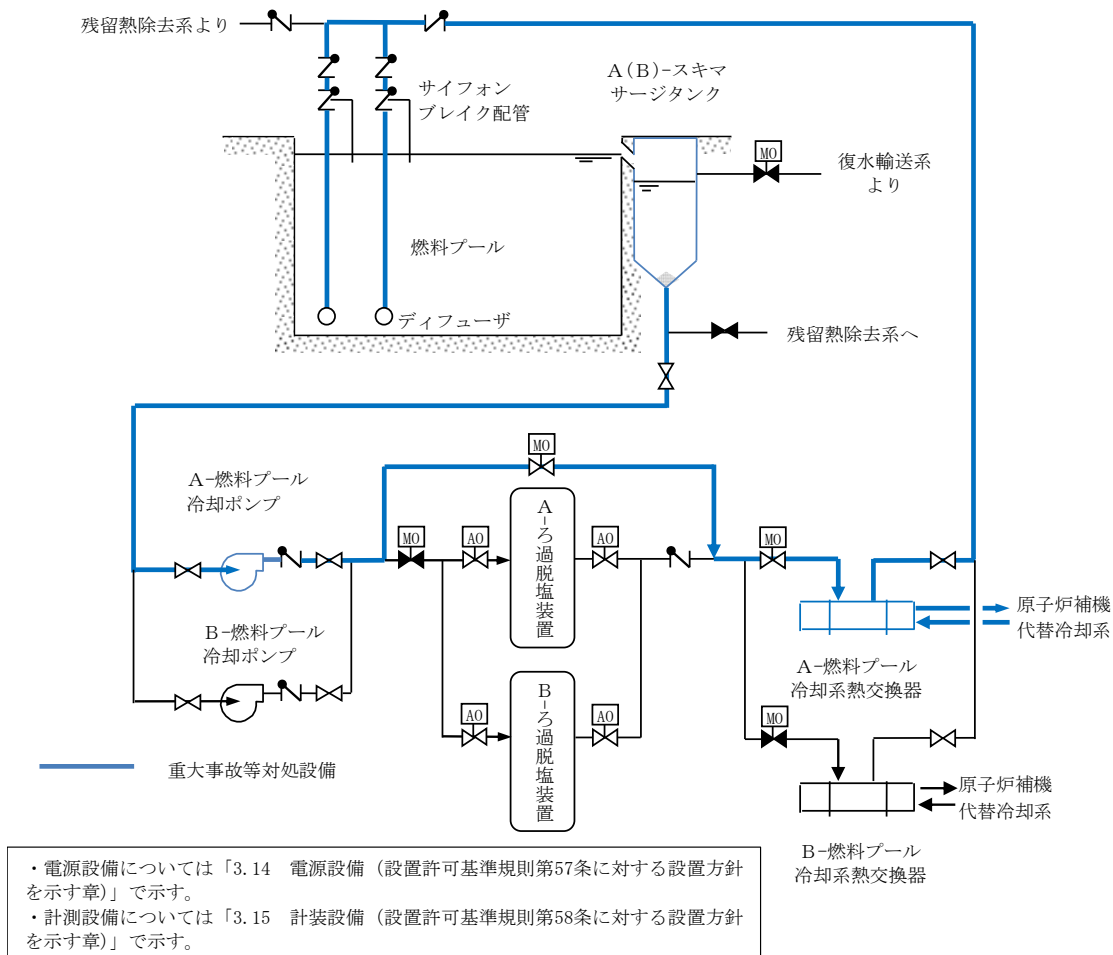 残留熱除去系より
サイフォン
ブレイク配管
A(B)-スキマ
サージタンク
MO
復水輸送系
より
燃料プール
ディフューザ
残留熱除去系へ
MO
A-燃料プール
冷却ポンプ
MO
AO
A-ろ過脱塩装置
AO
MO
原子炉補機
代替冷却系
B-燃料プール
冷却ポンプ
A-燃料プール
冷却系熱交換器
AO
B-ろ過脱塩装置
AO
MO
重大事故等対処設備
原子炉補機
代替冷却系
B-燃料プール
冷却系熱交換器
・電源設備については「3.14 電源設備(設置許可基準規則第57条に対する設置方針
を示す章)」で示す。
・計測設備については「3.15 計装設備(設置許可基準規則第58条に対する設置方針
を示す章)」で示す。